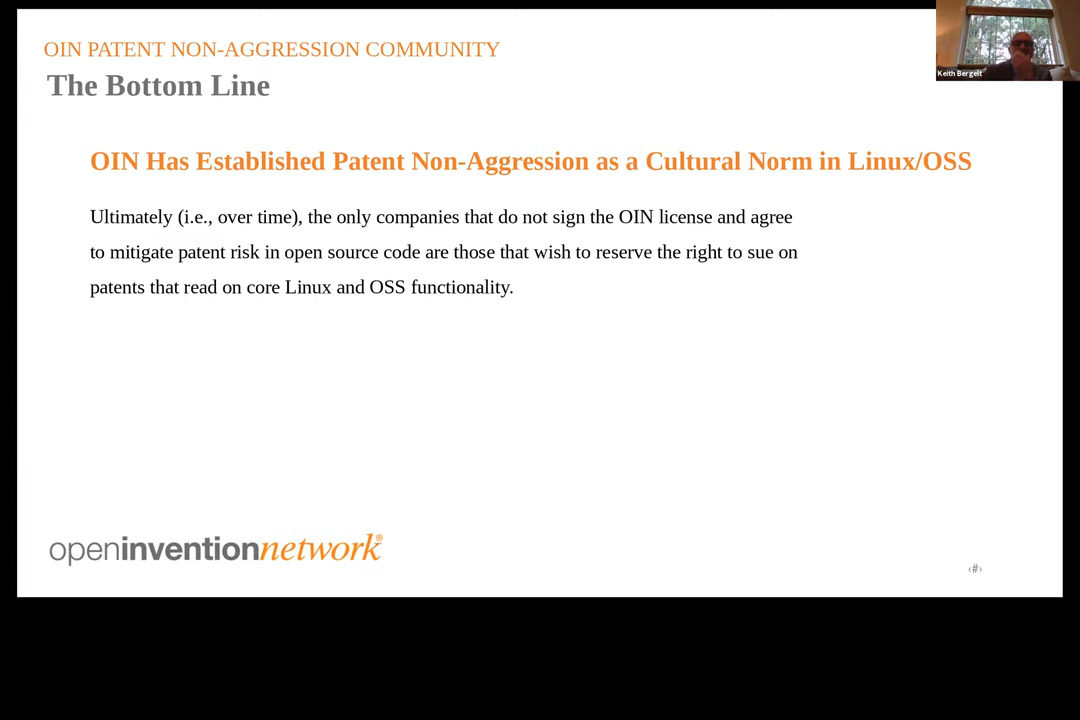 OIN PATENT NON-AGGRESSION COMMUNITY
The Bottom Line
Keith Bergelt
OIN Has Established Patent Non-Aggression as a Cultural Norm in Linux/OSS
Ultimately (i.e., over time), the only companies that do not sign the OIN license and agree
to mitigate patent risk in open source code are those that wish to reserve the right to sue on
patents that read on core Linux and OSS functionality.
openinventionnetwork®
‹#›